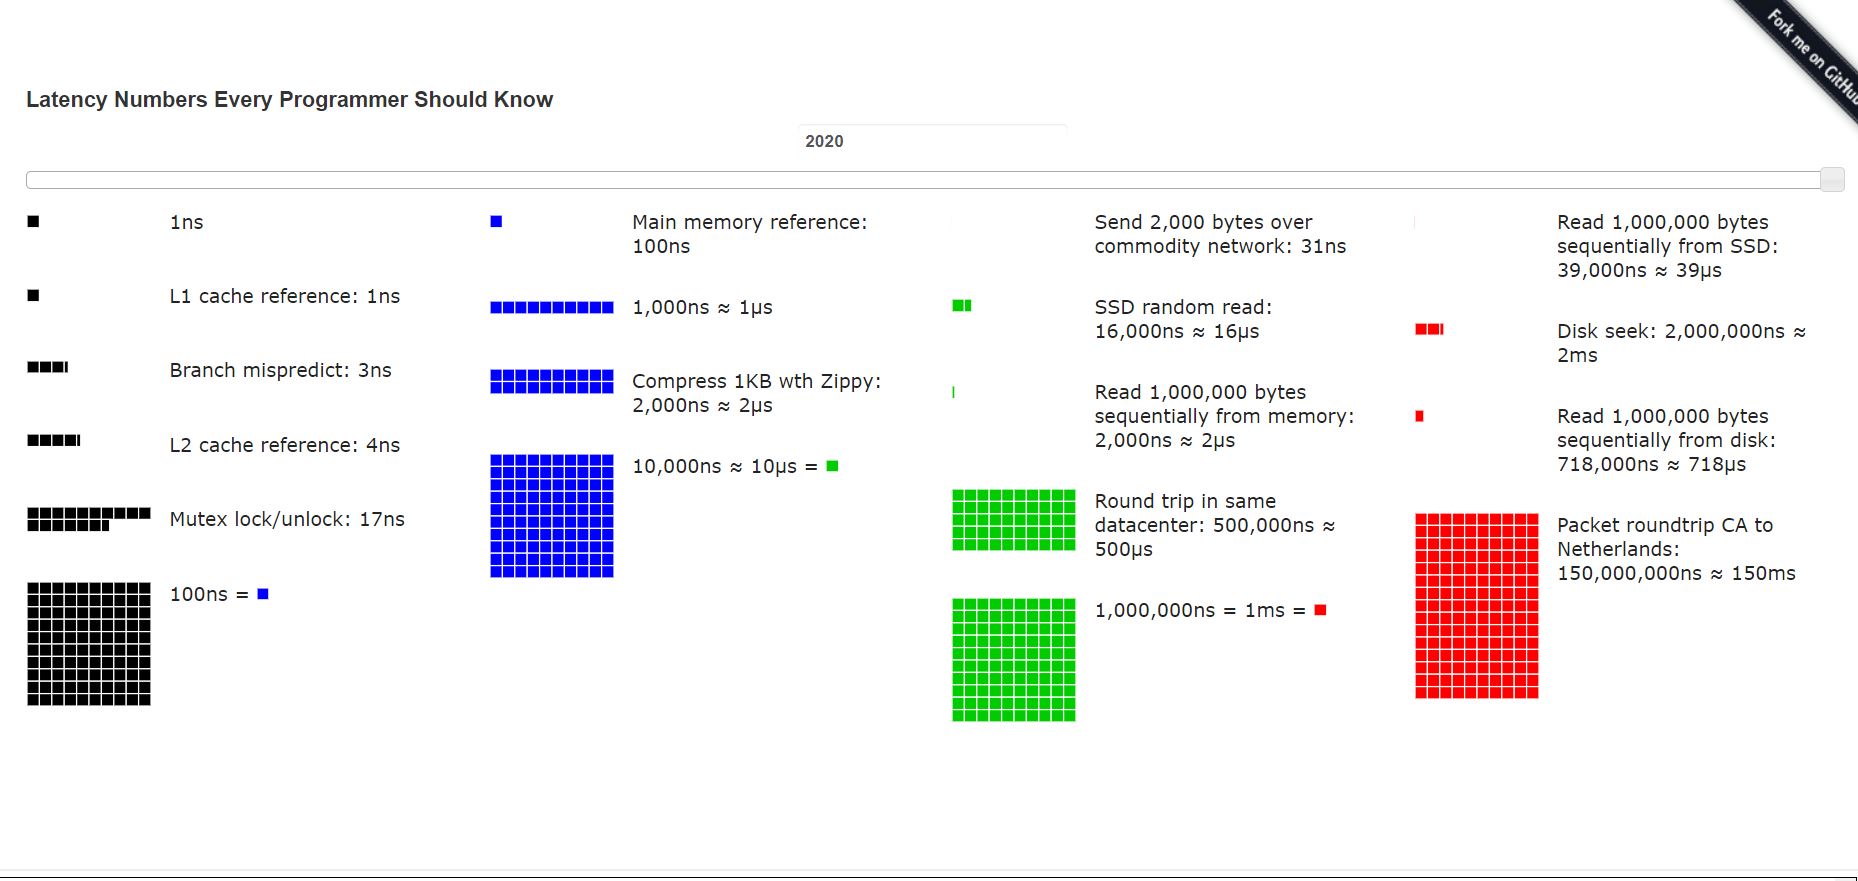 Fork me on GitHub
Latency Numbers Every Programmer Should Know
2020
1ns
L1 cache reference: 1ns
Branch mispredict: 3ns
L2 cache reference: 4ns
Mutex lock/unlock: 17ns
100ns =
Main memory reference:
100ns
1,000ns ≈ 1μs
Compress 1KB wth Zippy:
2,000ns ≈ 2μs
10,000ns ≈ 10μs =
Send 2,000 bytes over
commodity network: 31ns
SSD random read:
16,000ns ≈ 16μs
Read 1,000,000 bytes
sequentially from memory:
2,000ns ≈ 2μs
Round trip in same
datacenter: 500,000ns ≈
500μs
1,000,000ns = 1ms =
Read 1,000,000 bytes
sequentially from SSD:
39,000ns ≈ 39μs
Disk seek: 2,000,000ns ≈
2ms
Read 1,000,000 bytes
sequentially from disk:
718,000ns ≈ 718μs
Packet roundtrip CA to
Netherlands:
150,000,000ns ≈ 150ms